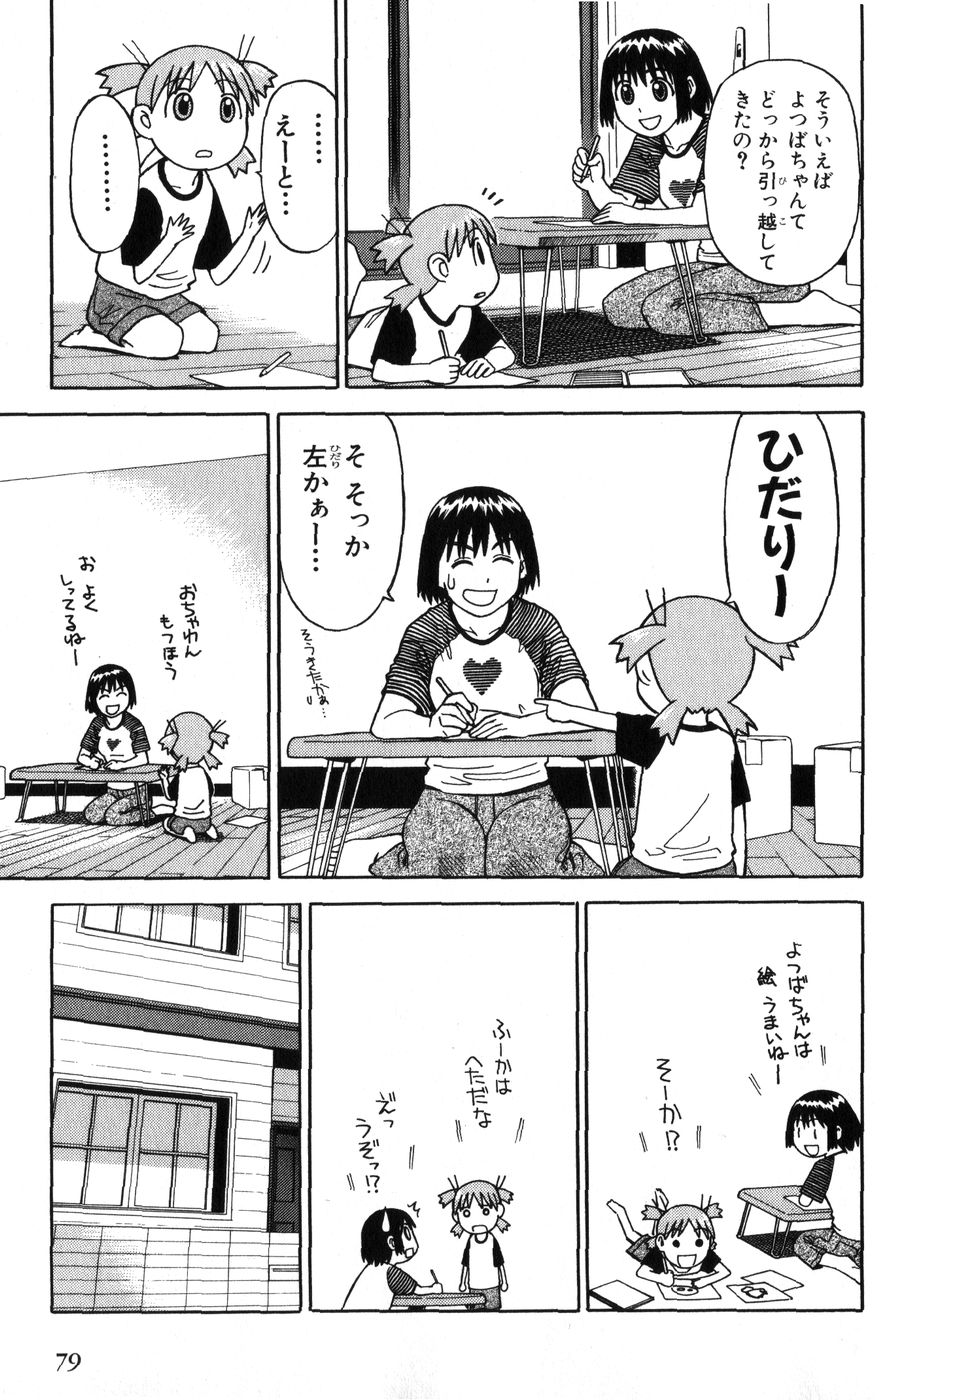 そういえば
よつばちゃんて
どっから引っ越して
きたの?
……
えーと…
………
………
ひだりー
そ そっか
左かぁー…
そうきたかぁ…
おちゃわん
もつほう
お よく
しってるねー
よつばちゃんは
絵 うまいねー
そーか!?
ふーかは
へただな
えっ
うそっ!?
79